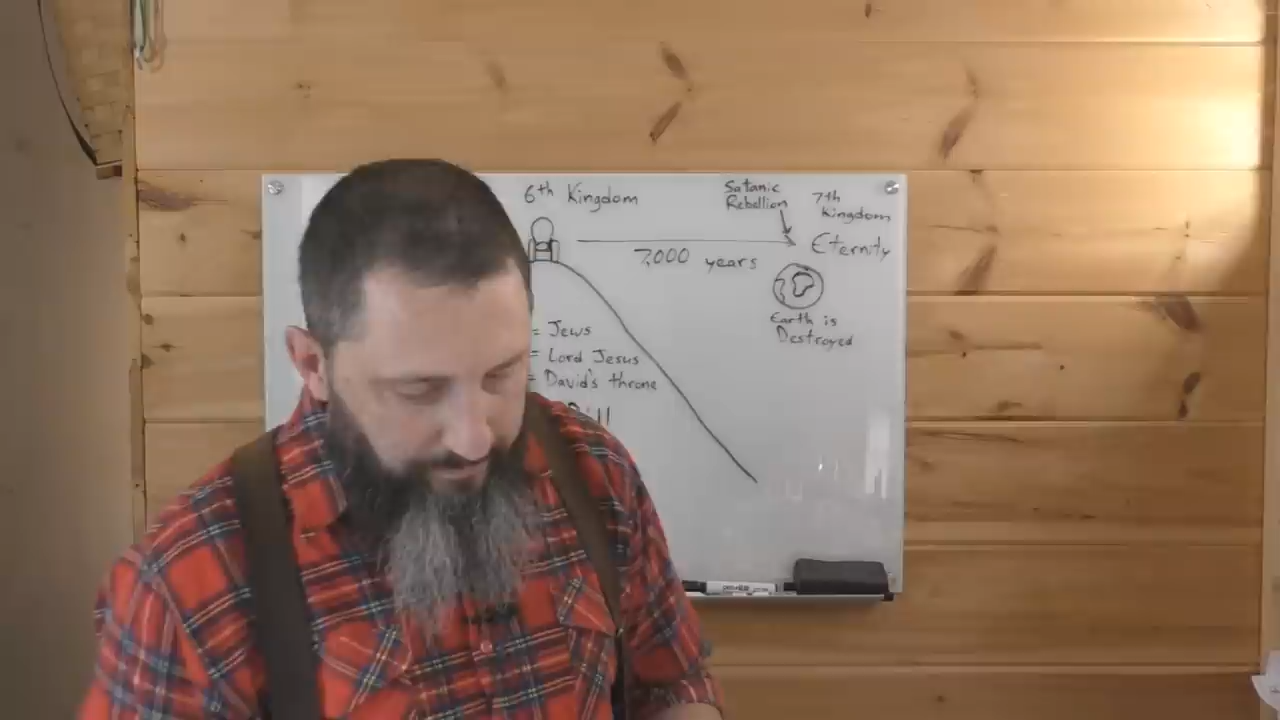 6th Kingdom
Satanic
Rebellion
7th
Kingdom
7,000 years
Eternity
Earth is
Destroyed
= Jews
= Lord Jesus
= David's throne